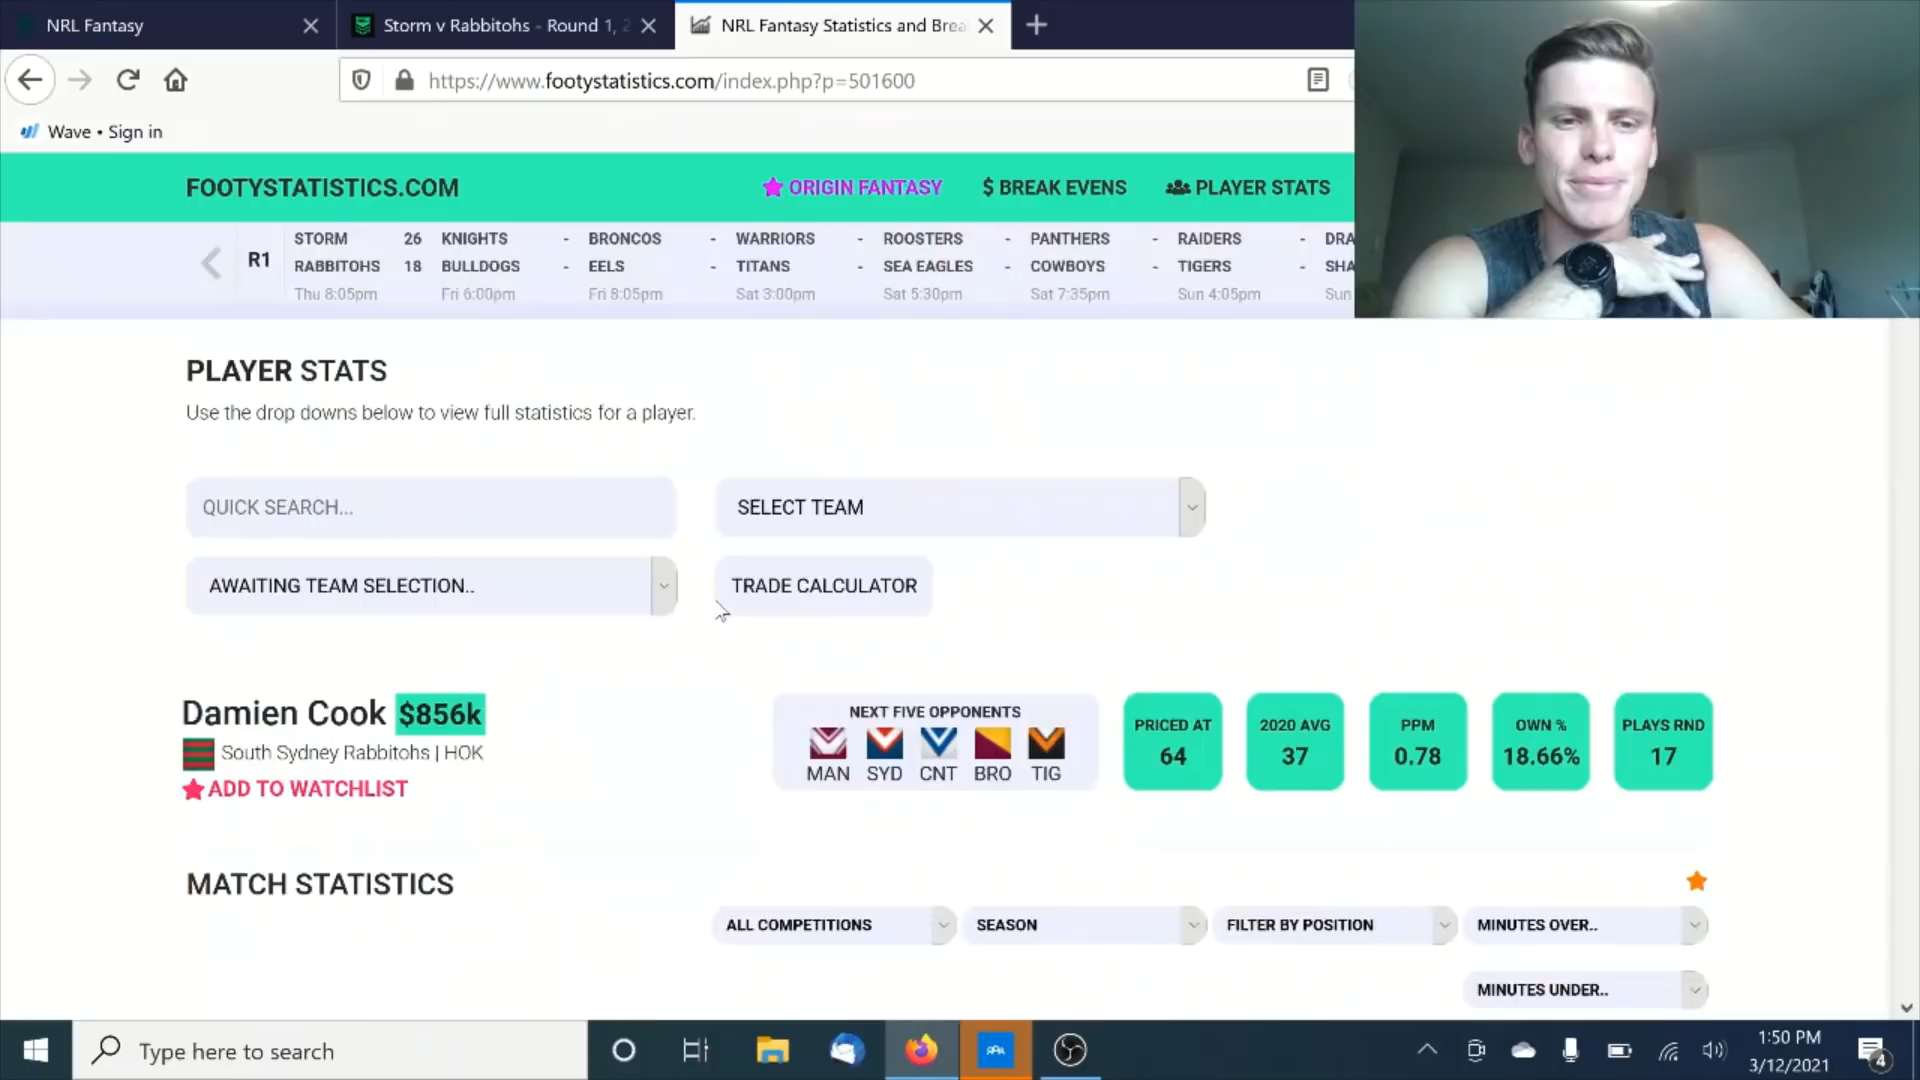 NRL Fantasy
Storm v Rabbitohs - Round 1, 2
NRL Fantasy Statistics and Brea
https://www.footystatistics.com/index.php?p=501600
Wave • Sign in
FOOTYSTATISTICS.COM
ORIGIN FANTASY
$ BREAK EVENS
PLAYER STATS
R1
STORM 26 KNIGHTS - BRONCOS - WARRIORS - ROOSTERS - PANTHERS - RAIDERS - DRA
RABBITOHS 18 BULLDOGS - EELS - TITANS - SEA EAGLES - COWBOYS - TIGERS - SHA
Thu 8:05pm Fri 6:00pm Fri 8:05pm Sat 3:00pm Sat 5:30pm Sat 7:35pm Sun 4:05pm Sun
PLAYER STATS
Use the drop downs below to view full statistics for a player.
QUICK SEARCH...
SELECT TEAM
AWAITING TEAM SELECTION..
TRADE CALCULATOR
Damien Cook $856k
South Sydney Rabbitohs | HOK
ADD TO WATCHLIST
NEXT FIVE OPPONENTS
MAN SYD CNT BRO TIG
PRICED AT
64
2020 AVG
37
PPM
0.78
OWN %
18.66%
PLAYS RND
17
MATCH STATISTICS
ALL COMPETITIONS
SEASON
FILTER BY POSITION
MINUTES OVER..
MINUTES UNDER..
Type here to search
1:50 PM
3/12/2021
4